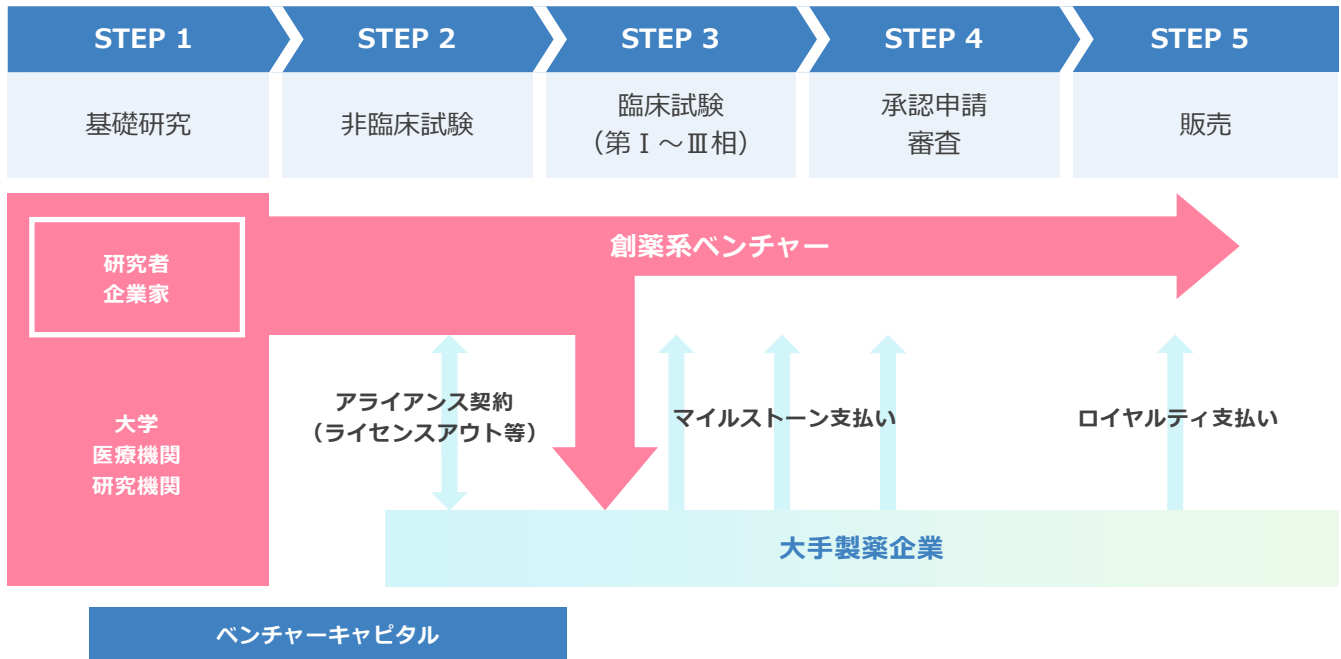 STEP 1
STEP 2
STEP 3
STEP 4
STEP 5
基礎研究
非臨床試験
臨床試験
（第Ⅰ～Ⅲ相）
承認申請
審査
販売
創薬系ベンチャー
研究者
企業家
大学
医療機関
研究機関
アライアンス契約
（ライセンスアウト等）
マイルストーン支払い
ロイヤルティ支払い
大手製薬企業
ベンチャーキャピタル